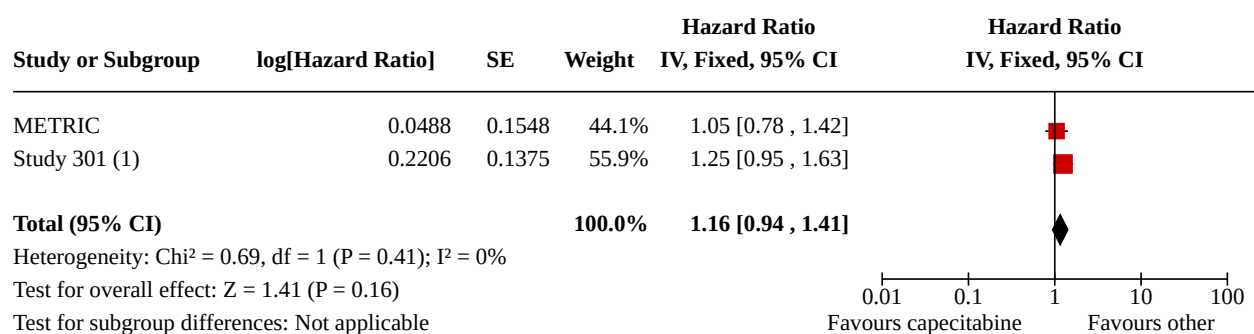 Hazard Ratio Hazard Ratio
Study or Subgroup log[Hazard Ratio] SE Weight IV, Fixed, 95% CI IV, Fixed, 95% CI
METRIC 0.0488 0.1548 44.1% 1.05 [0.78 , 1.42]
Study 301 (1) 0.2206 0.1375 55.9% 1.25 [0.95 , 1.63]
Total (95% CI) 100.0% 1.16 [0.94 , 1.41]
Heterogeneity: Chi² = 0.69, df = 1 (P = 0.41); I² = 0%
Test for overall effect: Z = 1.41 (P = 0.16)
0.01 0.1 1 10 100
Test for subgroup differences: Not applicable Favours capecitabine Favours other